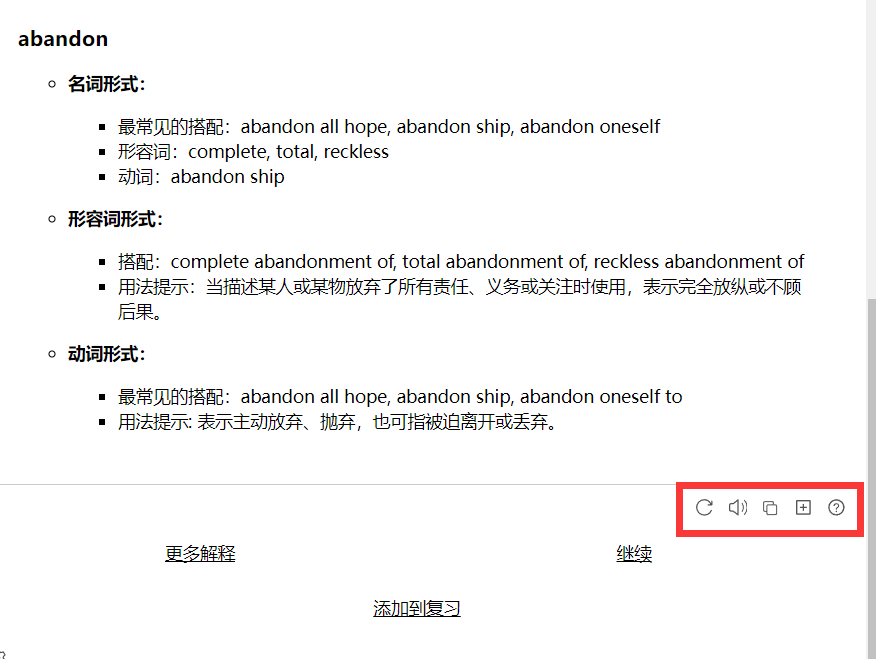 abandon
名词形式：
最常见的搭配：abandon all hope, abandon ship, abandon oneself
形容词：complete, total, reckless
动词：abandon ship
形容词形式：
搭配：complete abandonment of, total abandonment of, reckless abandonment of
用法提示：当描述某人或某物放弃了所有责任、义务或关注时使用，表示完全放纵或不顾
后果。
动词形式：
最常见的搭配：abandon all hope, abandon ship, abandon oneself to
用法提示: 表示主动放弃、抛弃，也可指被迫离开或丢弃。
更多解释
继续
添加到复习